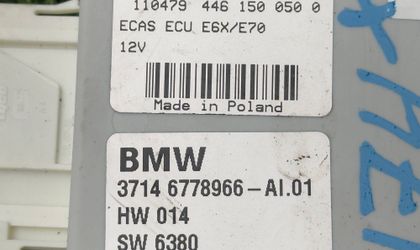 110479 446 150 050 0
ECAS ECU E6X/E70
12V
Made in Poland
BMW
3714 6778966-AI.01
HW 014
SW 6380